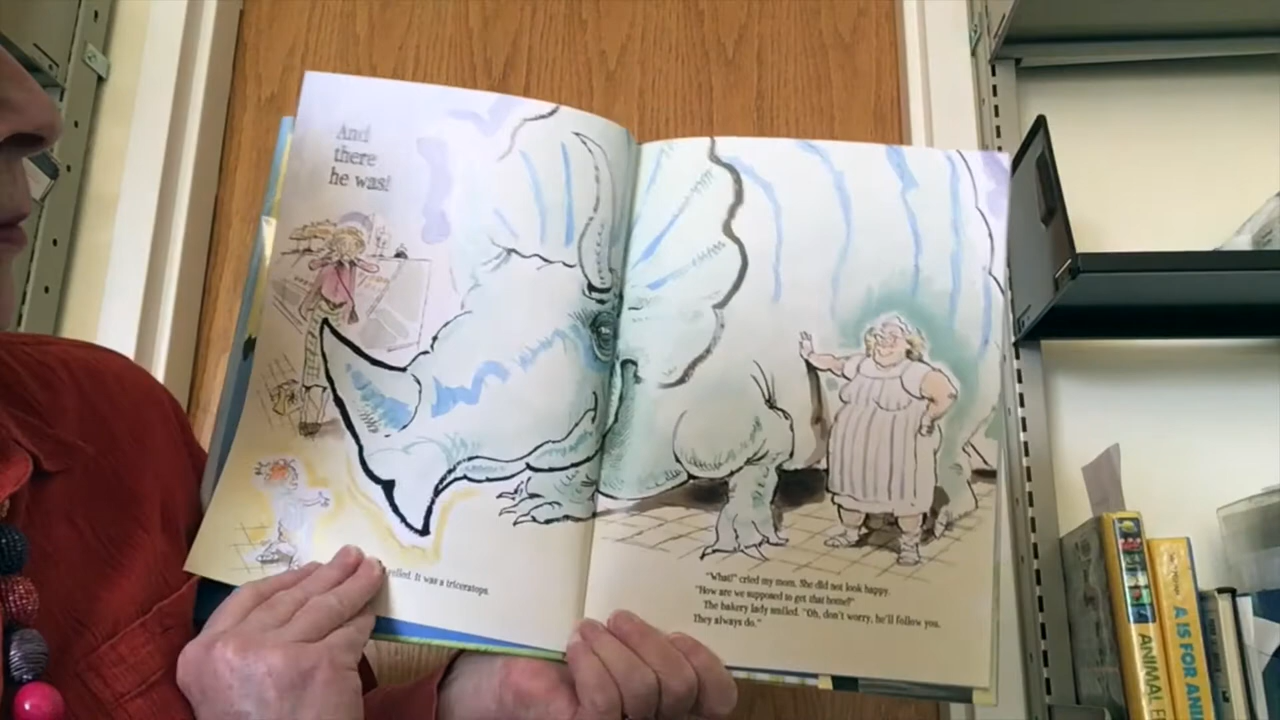 And
there
he was!
yelled. It was a triceratops.
"What!" cried my mom. She did not look happy.
"How are we supposed to get that home?"
The bakery lady smiled. "Oh, don't worry, he'll follow you.
They always do."
ANIMAL
A IS FOR ANI